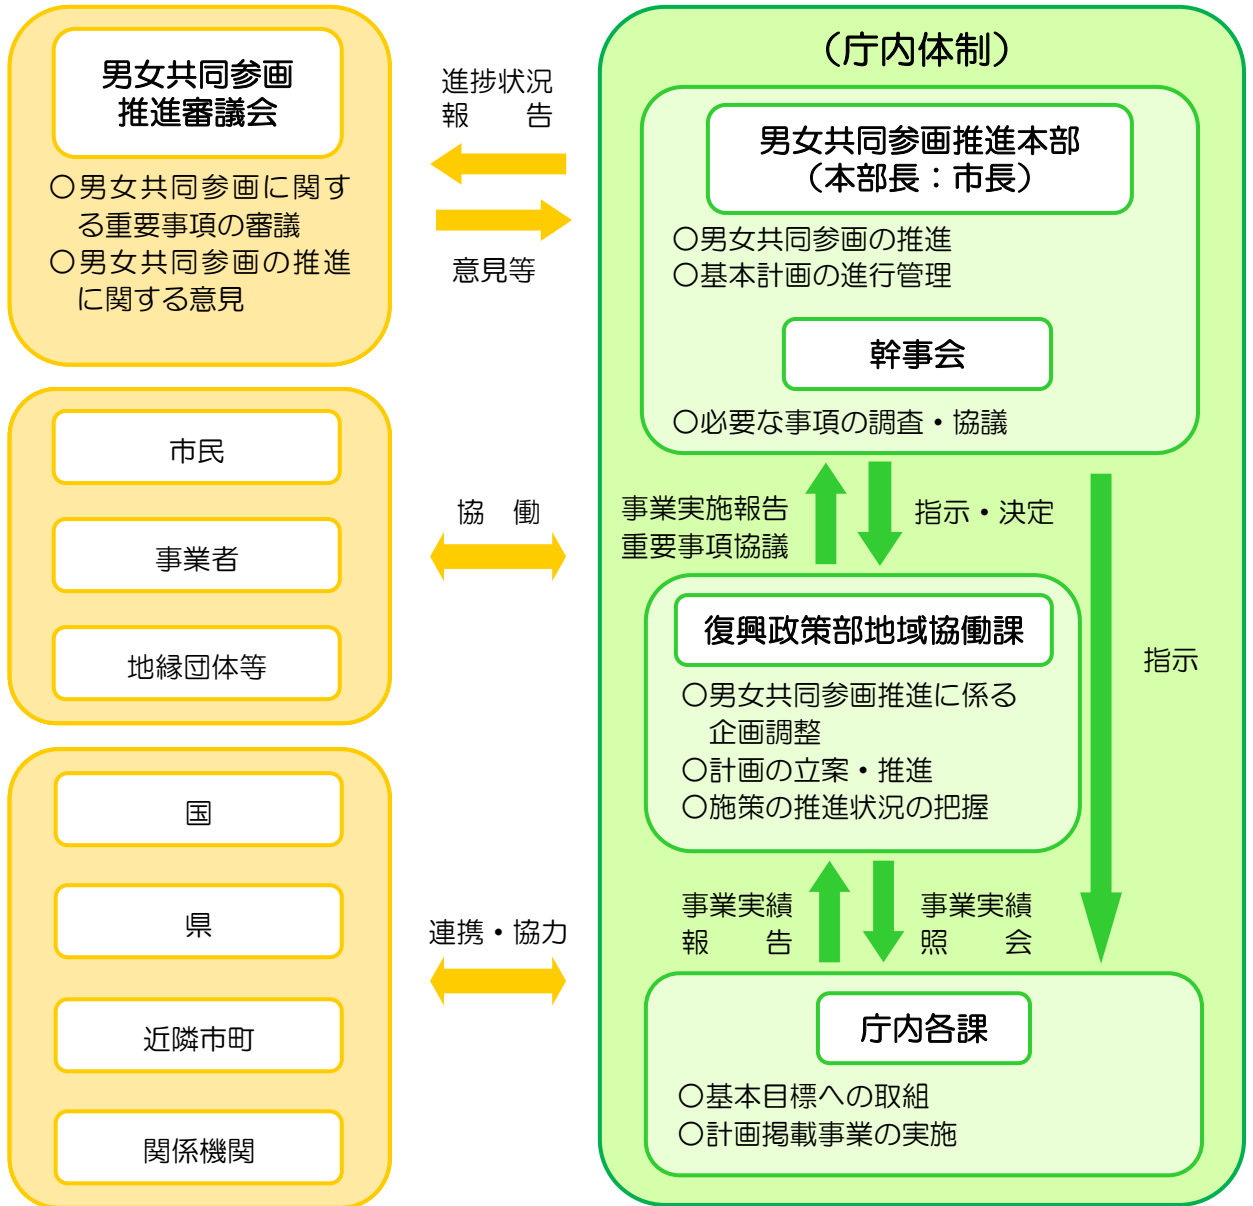 男女共同参画
推進審議会
〇男女共同参画に関す
る重要事項の審議
〇男女共同参画の推進
に関する意見
進捗状況
報　　告
意見等
市民
事業者
地縁団体等
協　働
国
県
近隣市町
関係機関
連携・協力
（庁内体制）
男女共同参画推進本部
（本部長：市長）
〇男女共同参画の推進
〇基本計画の進行管理
幹事会
〇必要な事項の調査・協議
事業実施報告
重要事項協議
指示・決定
指示
復興政策部地域協働課
〇男女共同参画推進に係る
企画調整
〇計画の立案・推進
〇施策の推進状況の把握
事業実績
報　　告
事業実績
照　　会
庁内各課
〇基本目標への取組
〇計画掲載事業の実施